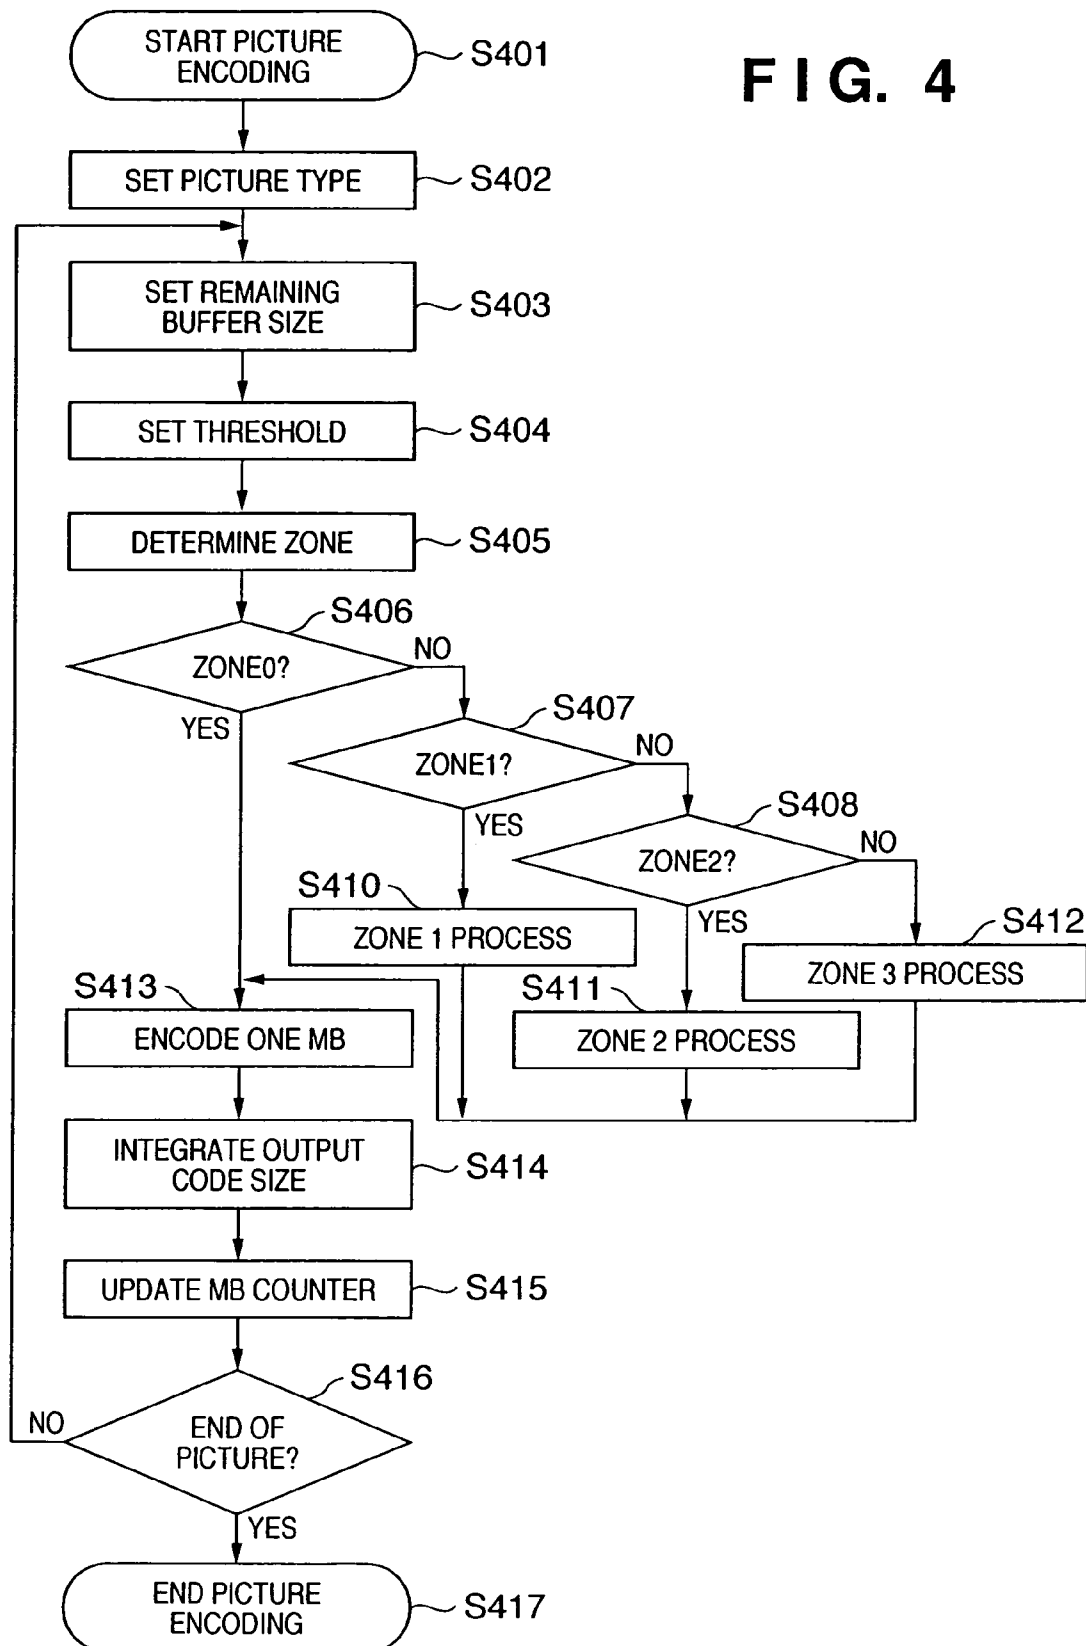 START PICTURE
ENCODING
S401
FIG. 4
SET PICTURE TYPE
S402
SET REMAINING
BUFFER SIZE
S403
SET THRESHOLD
S404
DETERMINE ZONE
S405
S406
ZONE0?
NO
YES
S407
ZONE1?
NO
YES
S408
ZONE2?
NO
YES
S410
ZONE 1 PROCESS
S412
ZONE 3 PROCESS
S411
ZONE 2 PROCESS
S413
ENCODE ONE MB
INTEGRATE OUTPUT
CODE SIZE
S414
UPDATE MB COUNTER
S415
S416
END OF
PICTURE?
NO
YES
END PICTURE
ENCODING
S417